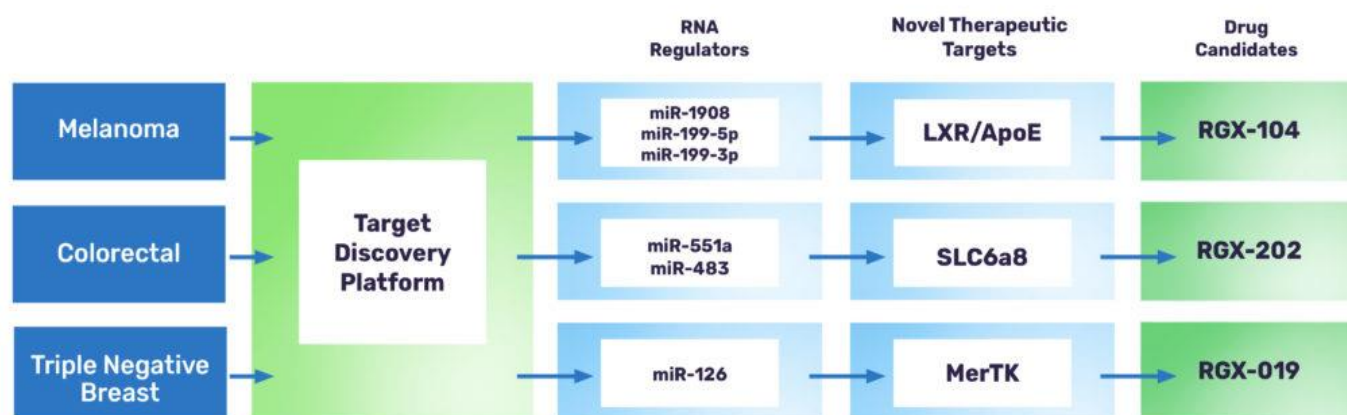 RNA
Regulators
Novel Therapeutic
Targets
Drug
Candidates
Melanoma
Target
Discovery
Platform
miR-1908
miR-199-5p
miR-199-3p
LXR/ApoE
RGX-104
Colorectal
miR-551a
miR-483
SLC6a8
RGX-202
Triple Negative
Breast
miR-126
MerTK
RGX-019